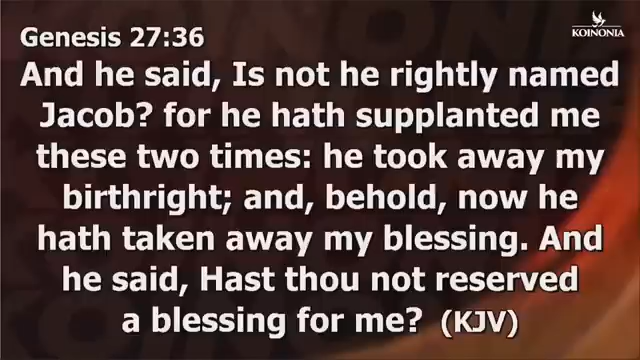 Genesis 27:36
KOINONIA
And he said, Is not he rightly named
Jacob? for he hath supplanted me
these two times: he took away my
birthright; and, behold, now he
hath taken away my blessing. And
he said, Hast thou not reserved
a blessing for me? (KJV)